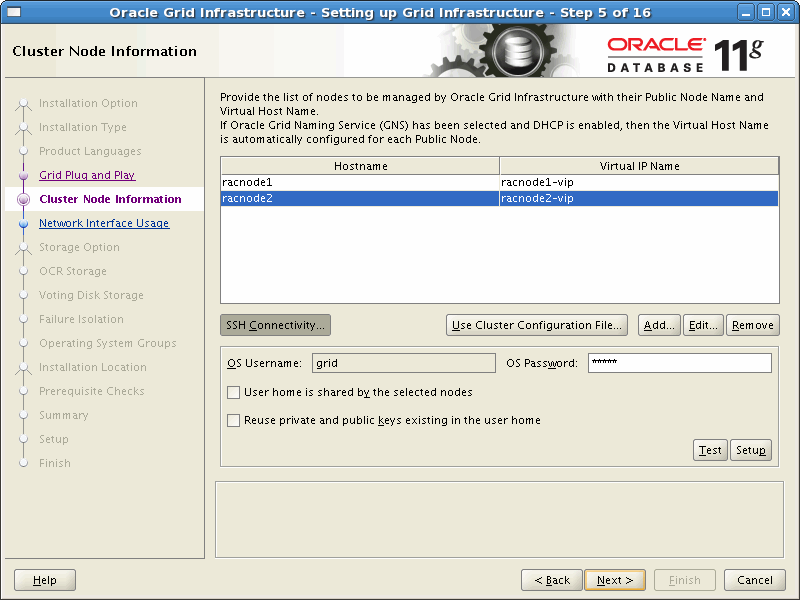 Oracle Grid Infrastructure - Setting up Grid Infrastructure - Step 5 of 16
Cluster Node Information
ORACLE®
DATABASE 11g
Installation Option
Installation Type
Product Languages
Grid Plug and Play
Cluster Node Information
Network Interface Usage
Storage Option
OCR Storage
Voting Disk Storage
Failure Isolation
Operating System Groups
Installation Location
Prerequisite Checks
Summary
Setup
Finish
Provide the list of nodes to be managed by Oracle Grid Infrastructure with their Public Node Name and
Virtual Host Name.
If Oracle Grid Naming Service (GNS) has been selected and DHCP is enabled, then the Virtual Host Name
is automatically configured for each Public Node.
Hostname Virtual IP Name
racnode1 racnode1-vip
racnode2 racnode2-vip
SSH Connectivity... Use Cluster Configuration File... Add... Edit... Remove
OS Username: grid OS Password: *****
User home is shared by the selected nodes
Reuse private and public keys existing in the user home
Test Setup
Help < Back Next > Finish Cancel